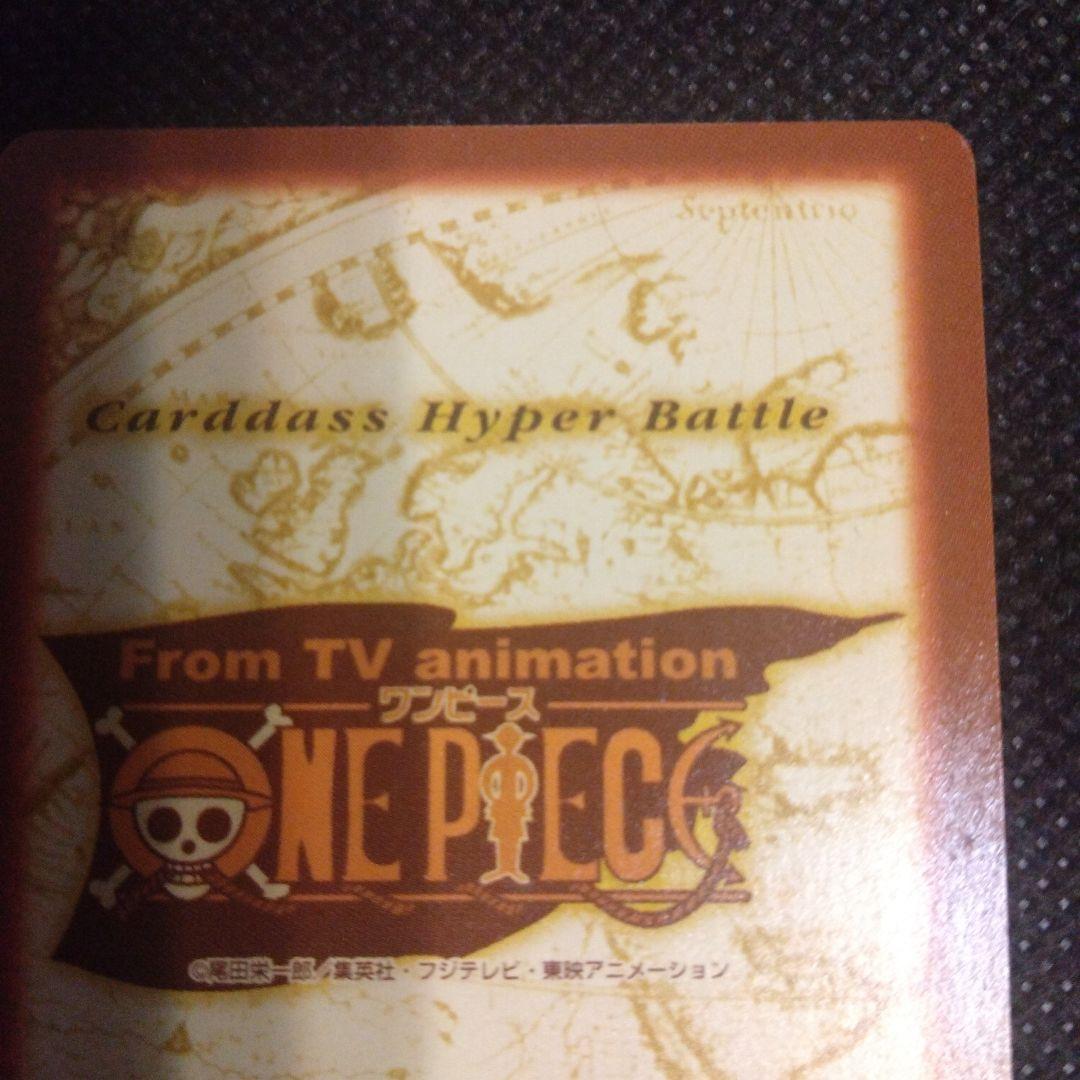 Septentrio
Carddass Hyper Battle
From TV animation
ワンピース
ONE PIECE
©尾田栄一郎／集英社・フジテレビ・東映アニメーション